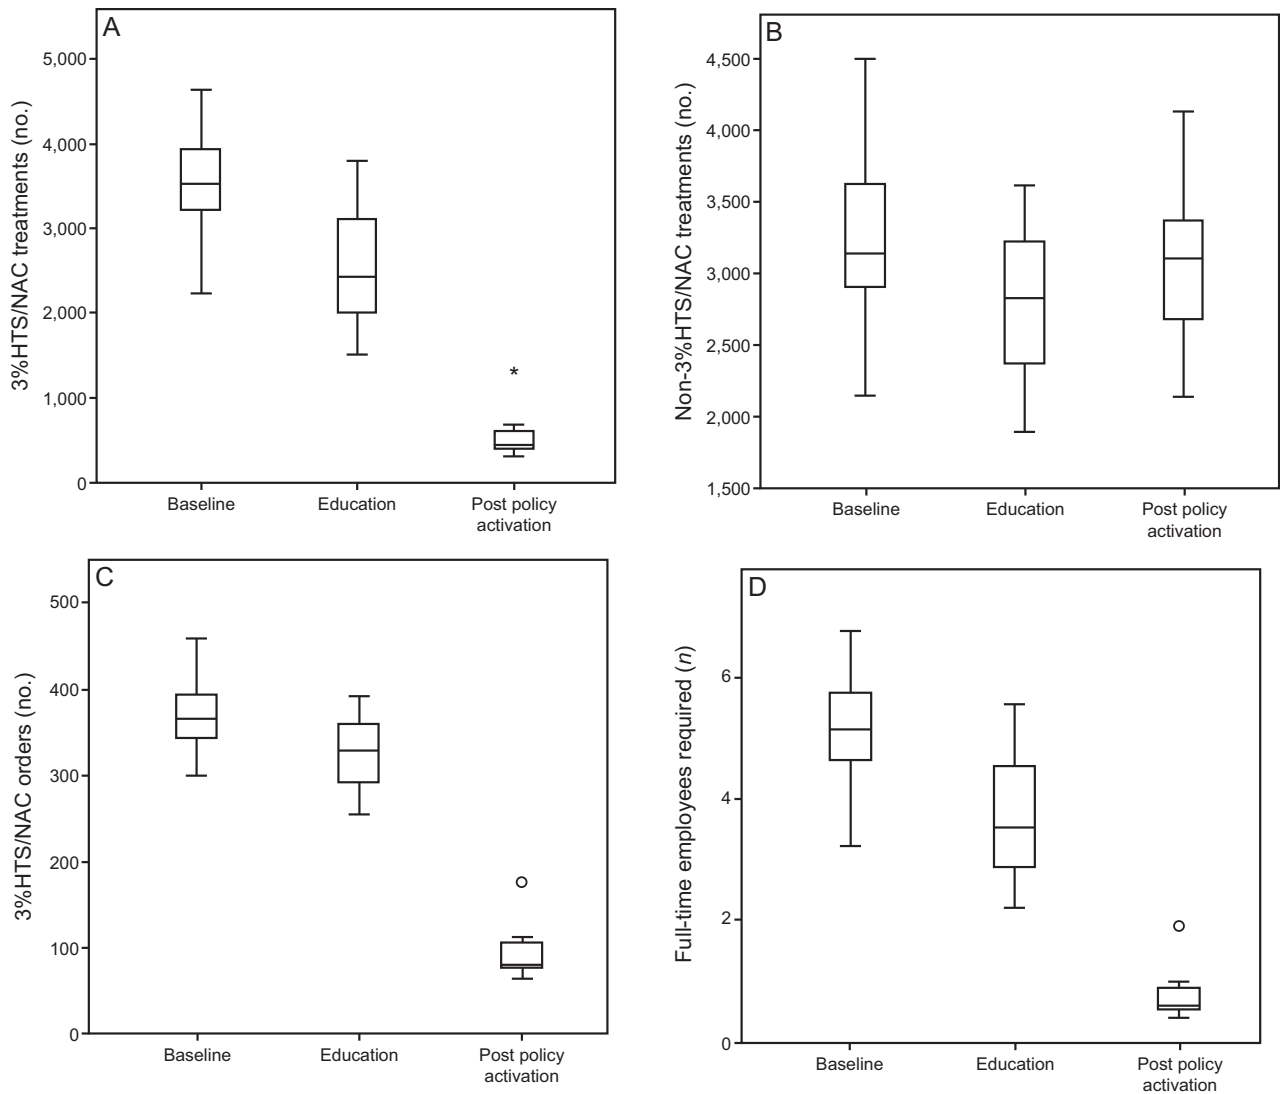 A
3%HTS/NAC treatments (no.)
5,000
4,000
3,000
2,000
1,000
0
*
Baseline
Education
Post policy
activation
B
Non-3%HTS/NAC treatments (no.)
4,500
4,000
3,500
3,000
2,500
2,000
1,500
Baseline
Education
Post policy
activation
C
3%HTS/NAC orders (no.)
500
400
300
200
100
0
Baseline
Education
Post policy
activation
D
Full-time employees required (n)
6
4
2
0
Baseline
Education
Post policy
activation